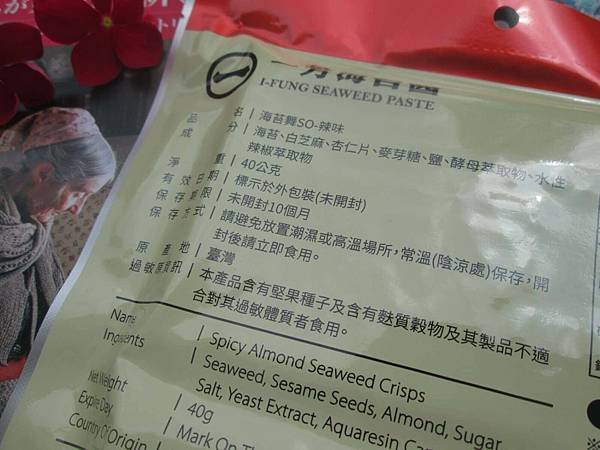 I-FUNG SEAWEED PASTE
品名 | 海苔舞SO-辣味
成分 | 海苔、白芝麻、杏仁片、麥芽糖、鹽、酵母萃取物、水性
辣椒萃取物
淨重 | 40公克
有效日期 | 標示於外包裝(未開封)
保存期限 | 未開封10個月
保存方式 | 請避免放置潮濕或高溫場所,常溫(陰涼處)保存,開
封後請立即食用。
原產地 | 臺灣
過敏原資訊 | 本產品含有堅果種子及含有麩質穀物及其製品不適
合對其過敏體質者食用。
Name | Spicy Almond Seaweed Crisps
Ingredients | Seaweed, Sesame Seeds, Almond, Sugar
Salt, Yeast Extract, Aquaresin
Net Weight | 40g
Expire Day | Mark On
Country Of Origin